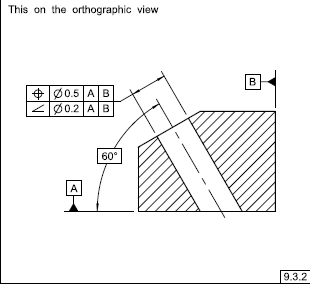 This on the orthographic view
B
⌖ Ø0.5 A B
∠ Ø0.2 A B
60°
A
9.3.2